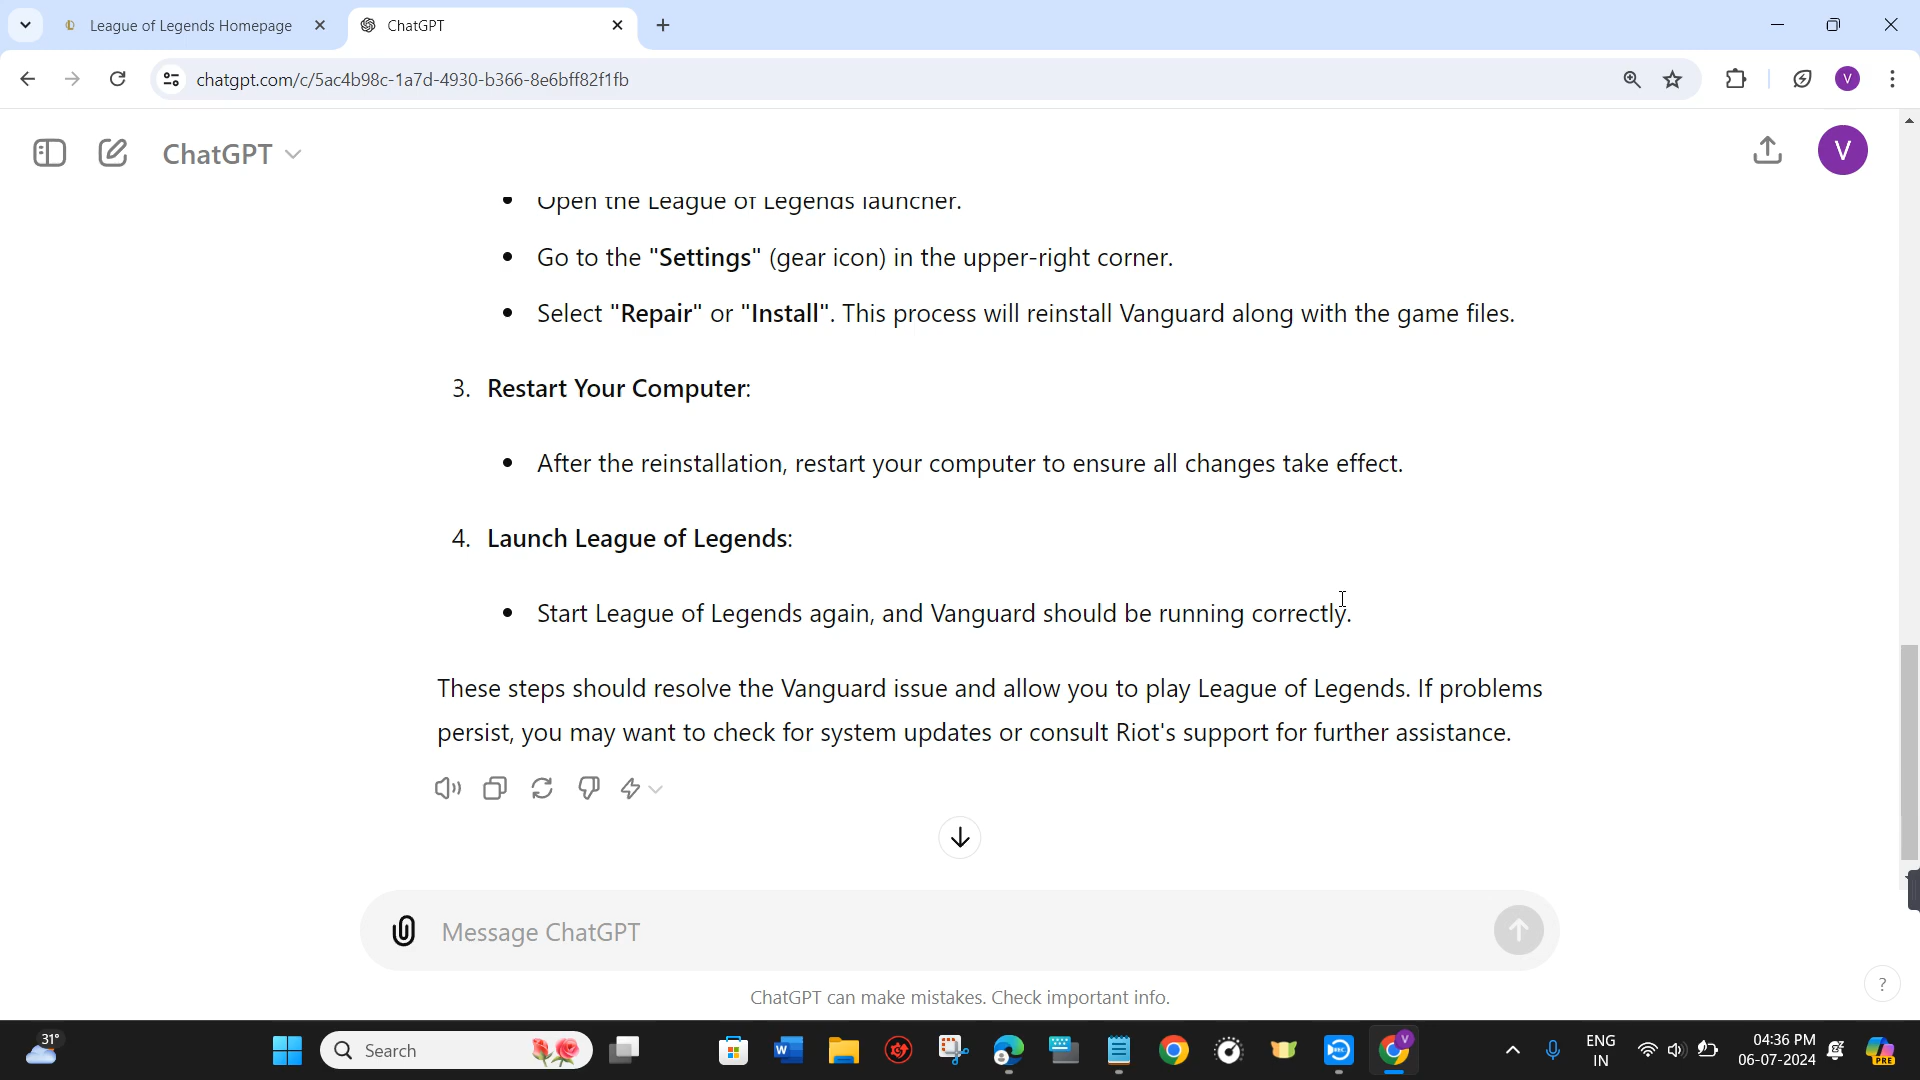 League of Legends Homepage
ChatGPT
chatgpt.com/c/5ac4b98c-1a7d-4930-b366-8e6bff82f1fb
V
ChatGPT
V
• Open the League of Legends launcher.
• Go to the "Settings" (gear icon) in the upper-right corner.
• Select "Repair" or "Install". This process will reinstall Vanguard along with the game files.
3. Restart Your Computer:
• After the reinstallation, restart your computer to ensure all changes take effect.
4. Launch League of Legends:
• Start League of Legends again, and Vanguard should be running correctly.
These steps should resolve the Vanguard issue and allow you to play League of Legends. If problems
persist, you may want to check for system updates or consult Riot's support for further assistance.
Message ChatGPT
ChatGPT can make mistakes. Check important info.
?
31°
Search
W
REC
V
ENG
IN
04:36 PM
06-07-2024
PRE